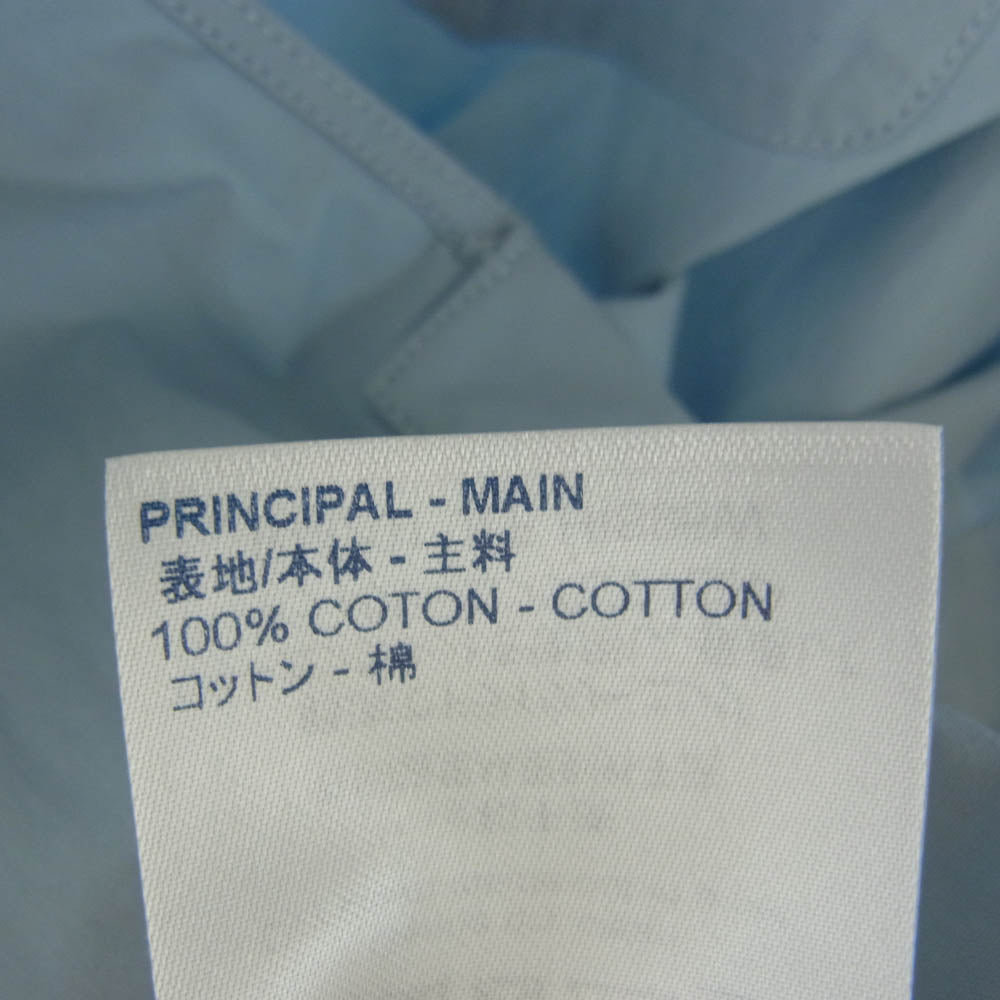 PRINCIPAL - MAIN
表地/本体 - 主料
100% COTON - COTTON
コットン - 棉